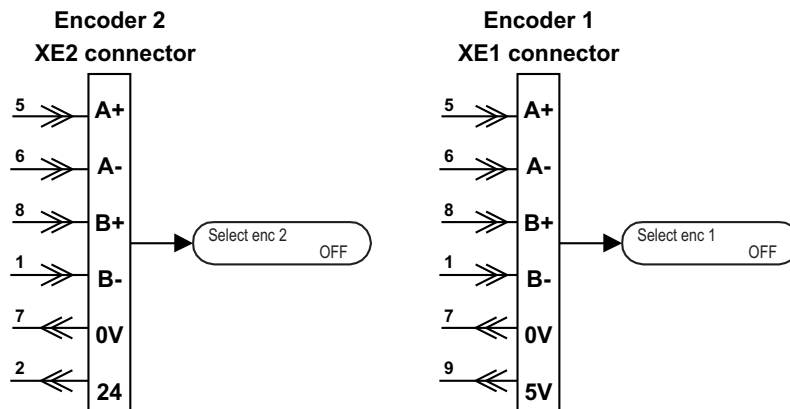 Encoder 2
XE2 connector
5 A+
6 A-
8 B+
1 B-
7 0V
2 24
Select enc 2
OFF
Encoder 1
XE1 connector
5 A+
6 A-
8 B+
1 B-
7 0V
9 5V
Select enc 1
OFF